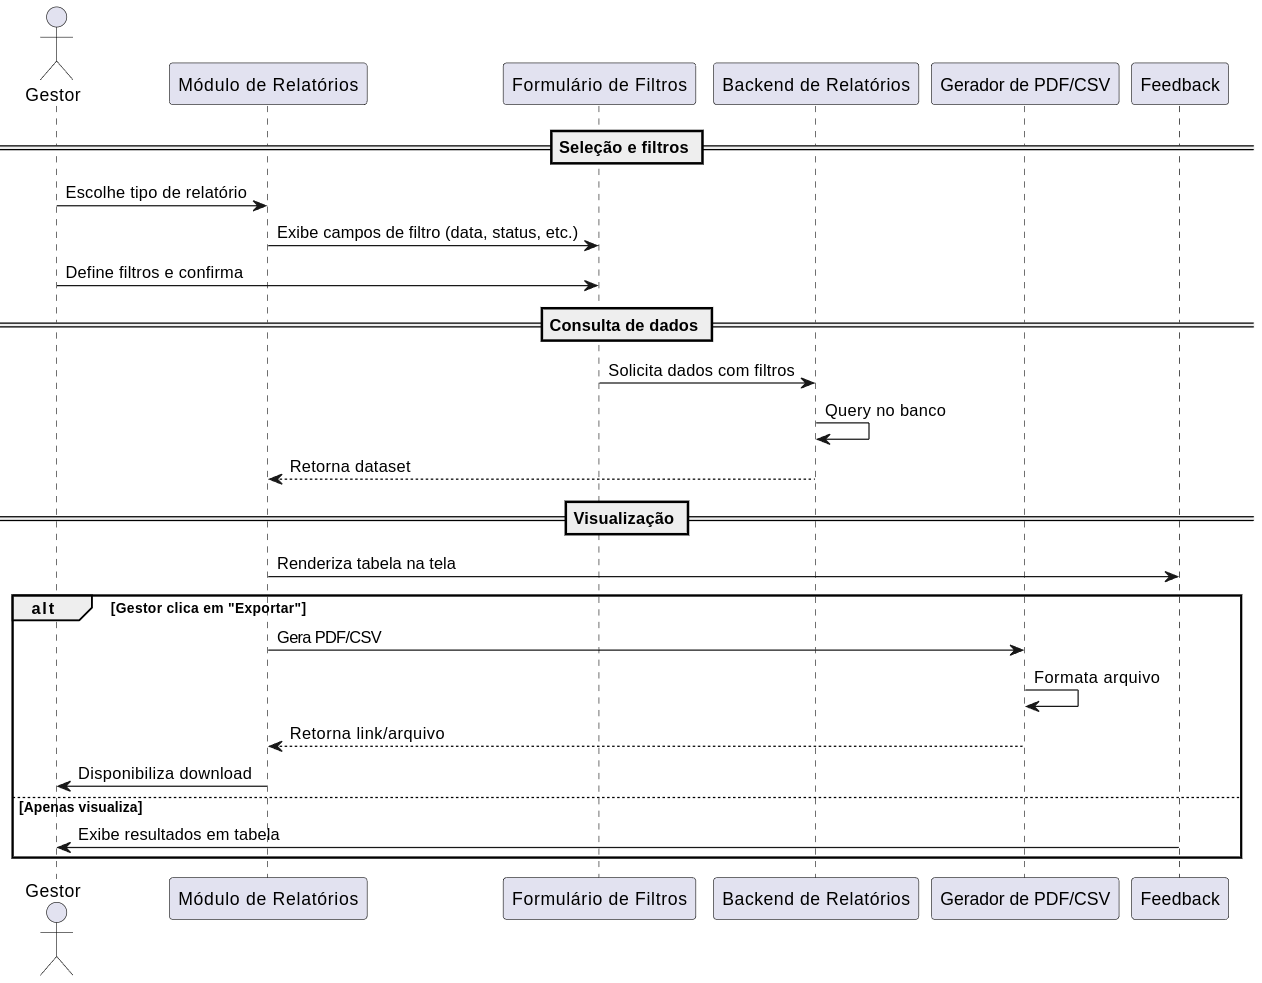 Gestor
Módulo de Relatórios
Formulário de Filtros
Backend de Relatórios
Gerador de PDF/CSV
Feedback
Seleção e filtros
Escolhe tipo de relatório
Exibe campos de filtro (data, status, etc.)
Define filtros e confirma
Consulta de dados
Solicita dados com filtros
Query no banco
Retorna dataset
Visualização
Renderiza tabela na tela
alt
[Gestor clica em "Exportar"]
Gera PDF/CSV
Formata arquivo
Retorna link/arquivo
Disponibiliza download
[Apenas visualiza]
Exibe resultados em tabela
Gestor
Módulo de Relatórios
Formulário de Filtros
Backend de Relatórios
Gerador de PDF/CSV
Feedback